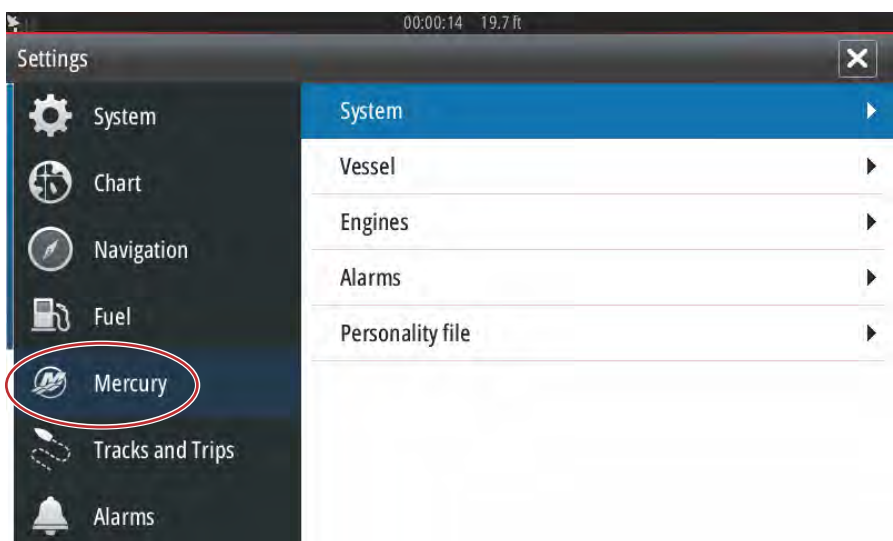 00:00:14 19.7 ft
Settings
System
Chart
Navigation
Fuel
Mercury
Tracks and Trips
Alarms
System
Vessel
Engines
Alarms
Personality file